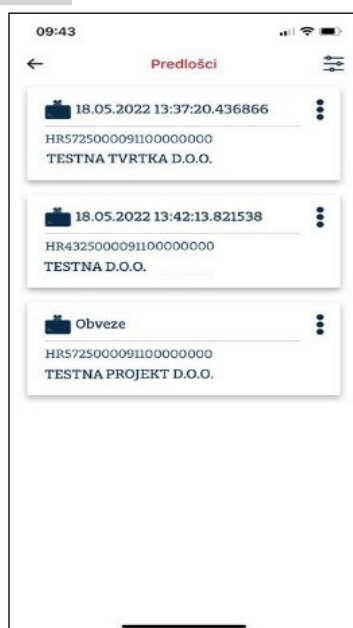 09:43
Predlošci
18.05.2022 13:37:20.436866
HR5725000091100000000
TESTNA TVRTKA D.O.O.
18.05.2022 13:42:13.821538
HR4325000091100000000
TESTNA D.O.O.
Obveze
HR5725000091100000000
TESTNA PROJEKT D.O.O.